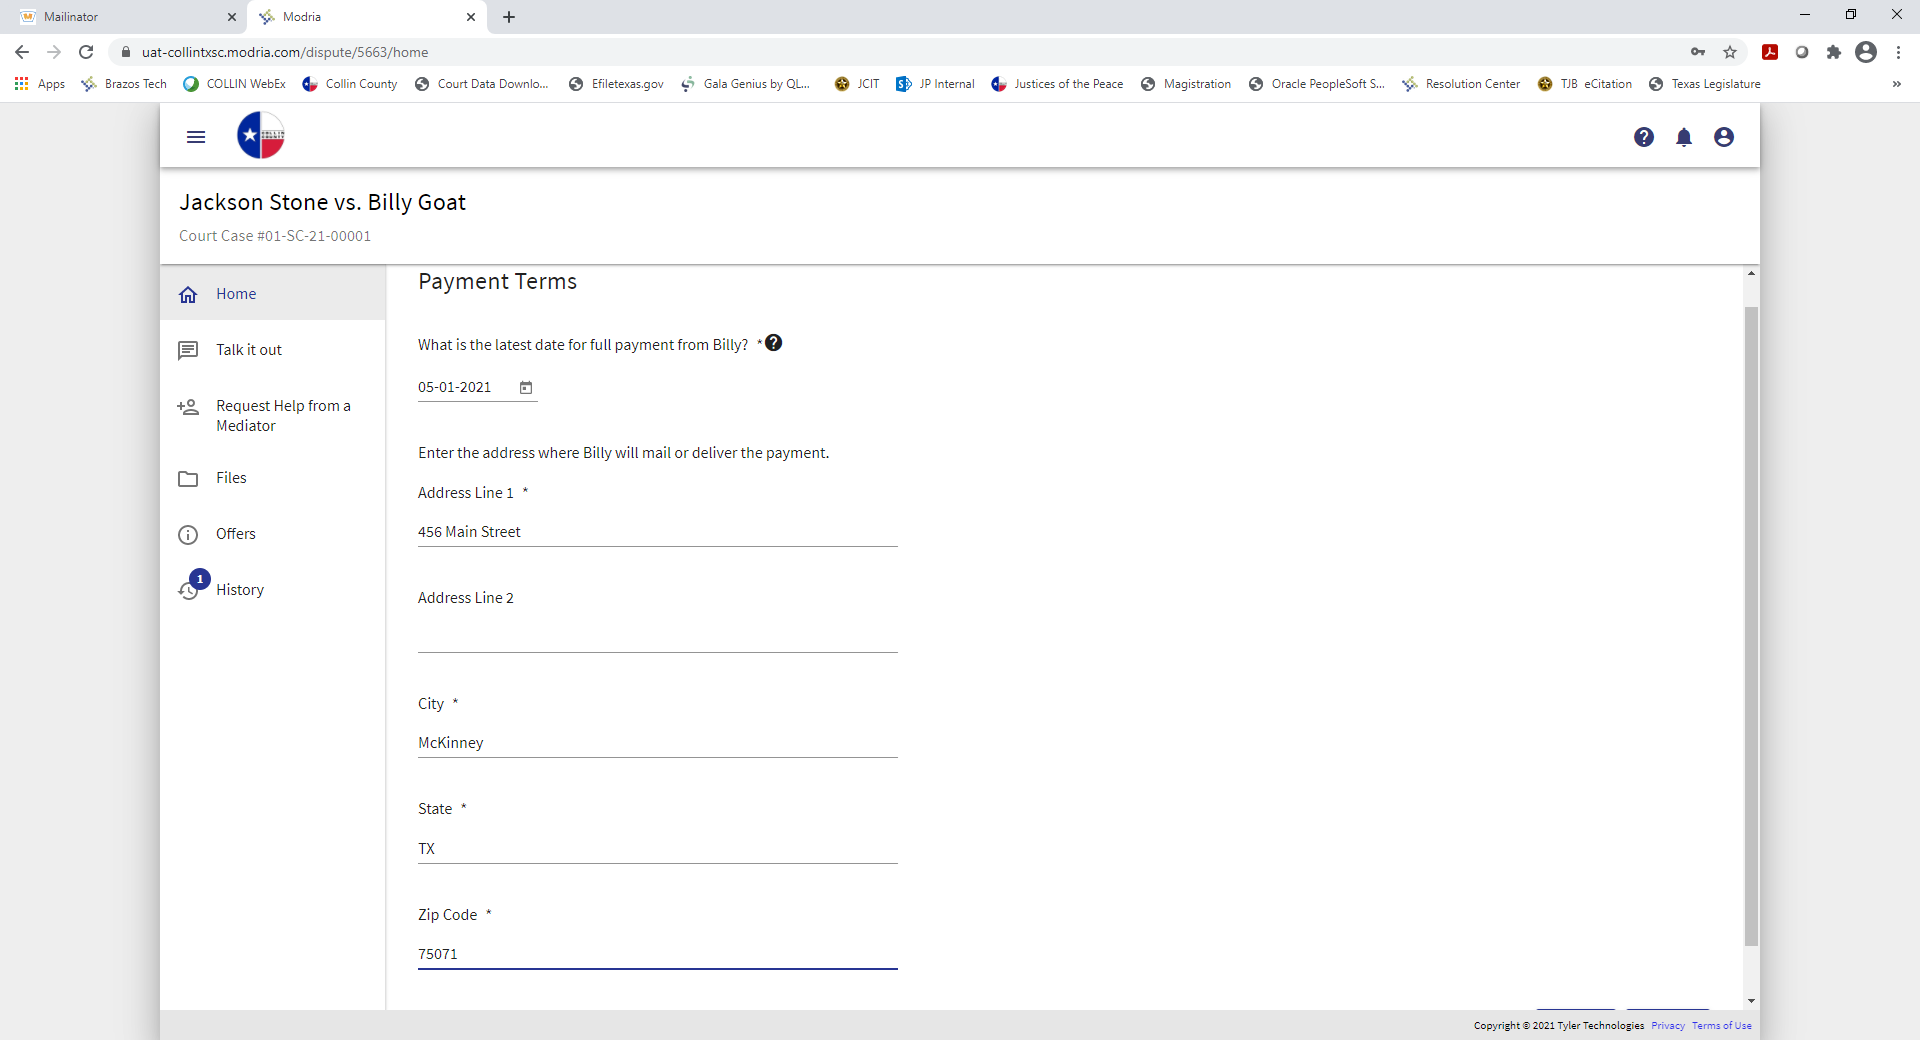 Mailinator
Modria
uat-collintxsc.modria.com/dispute/5663/home
Apps
Brazos Tech
COLLIN WebEx
Collin County
Court Data Downlo...
Efiletexas.gov
Gala Genius by QL...
JCIT
JP Internal
Justices of the Peace
Magistration
Oracle PeopleSoft S...
Resolution Center
TJB eCitation
Texas Legislature
»
COLLIN COUNTY
Jackson Stone vs. Billy Goat
Court Case #01-SC-21-00001
Home
Talk it out
Request Help from a
Mediator
Files
Offers
1
History
Payment Terms
What is the latest date for full payment from Billy? *
05-01-2021
Enter the address where Billy will mail or deliver the payment.
Address Line 1 *
456 Main Street
Address Line 2
City *
McKinney
State *
TX
Zip Code *
75071
Copyright © 2021 Tyler Technologies Privacy Terms of Use